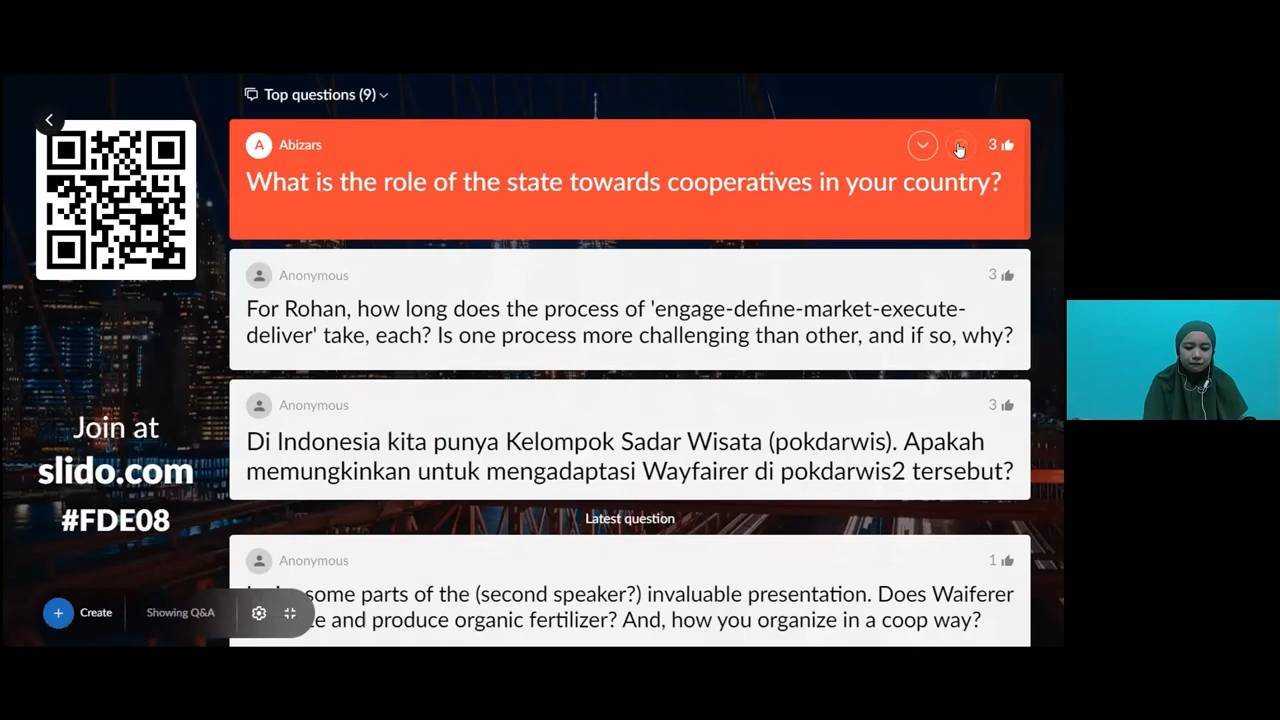 Top questions (9)
A Abizars
3
What is the role of the state towards cooperatives in your country?
Anonymous
3
For Rohan, how long does the process of 'engage-define-market-execute-
deliver' take, each? Is one process more challenging than other, and if so, why?
Anonymous
3
Di Indonesia kita punya Kelompok Sadar Wisata (pokdarwis). Apakah
memungkinkan untuk mengadaptasi Wayfairer di pokdarwis2 tersebut?
Latest question
Anonymous
1
some parts of the (second speaker?) invaluable presentation. Does Waiferer
and produce organic fertilizer? And, how you organize in a coop way?
Join at
slido.com
#FDE08
Create
Showing Q&A